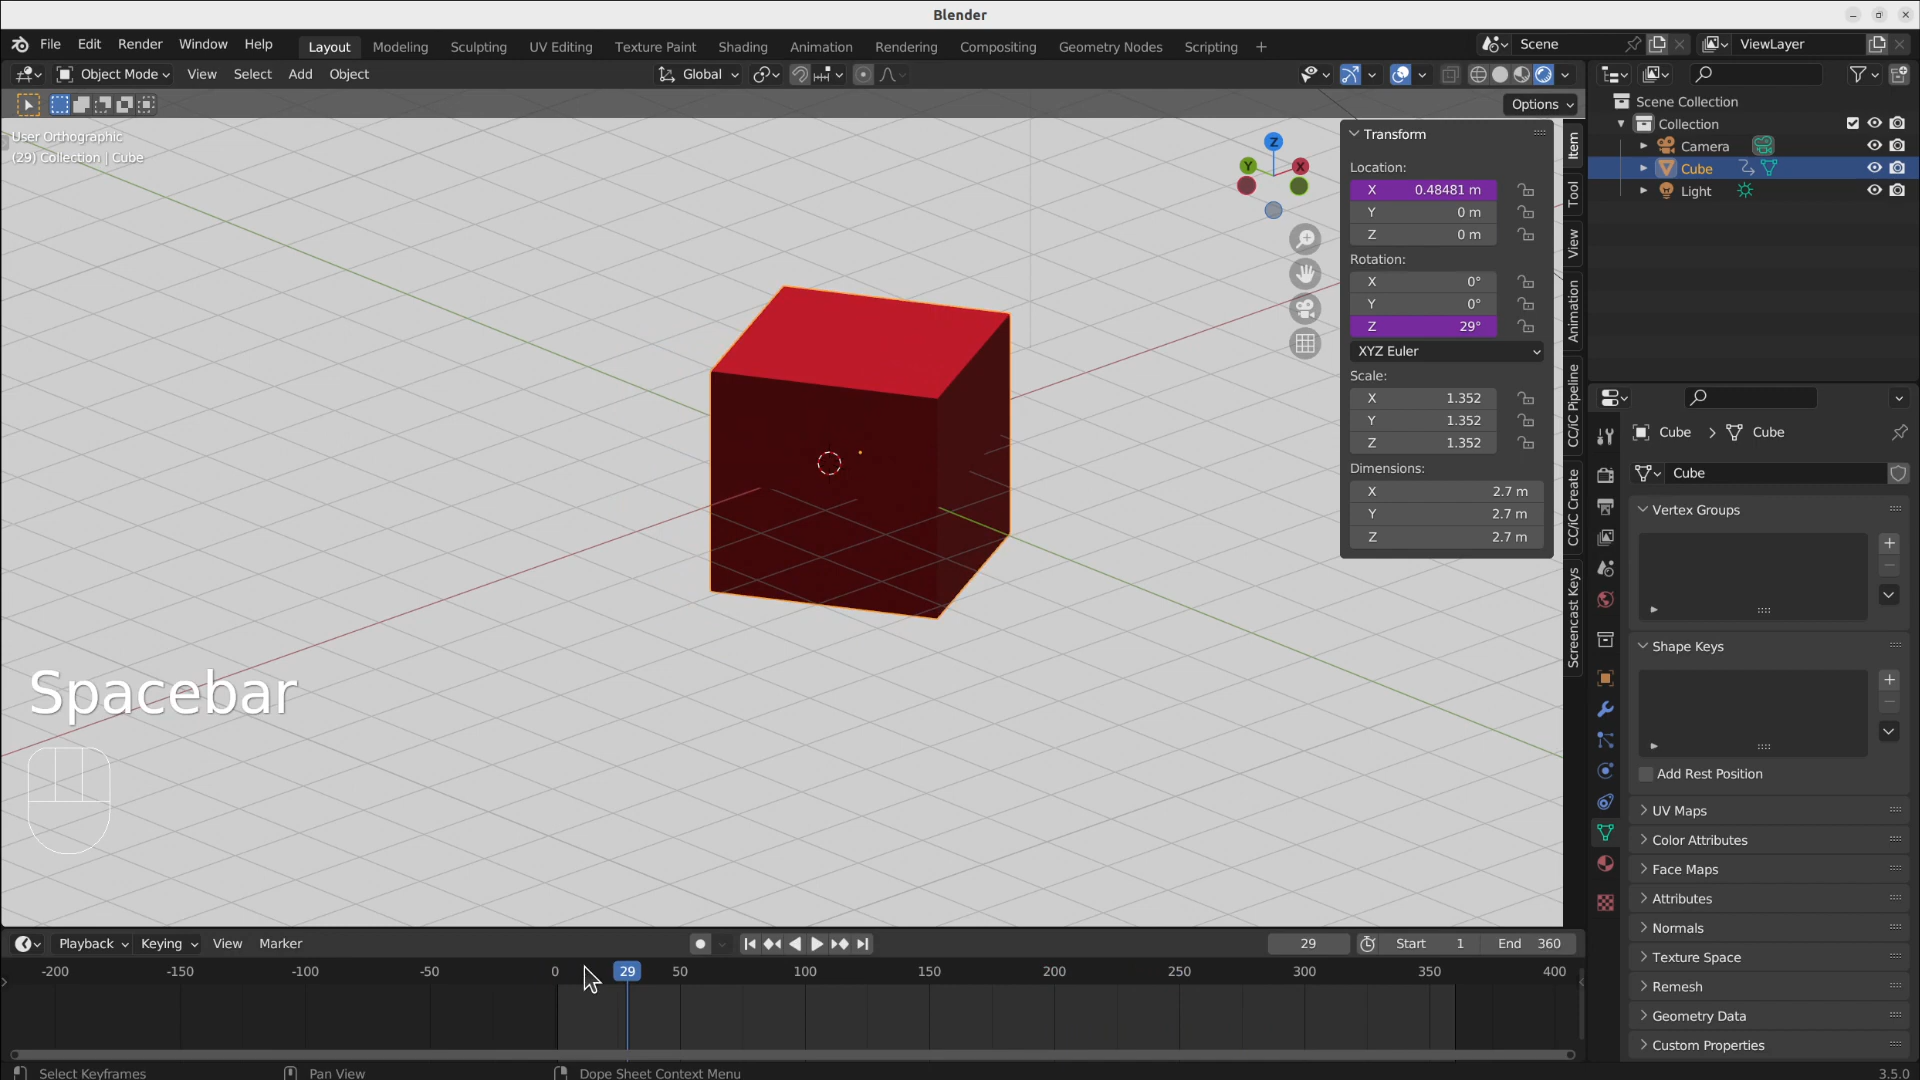 Blender
File Edit Render Window Help Layout Modeling Sculpting UV Editing Texture Paint Shading Animation Rendering Compositing Geometry Nodes Scripting + Scene ViewLayer
Object Mode View Select Add Object Global
Options
User Orthographic
(29) Collection | Cube
Z
Y
X
Transform
Location:
X 0.48481 m
Y 0 m
Z 0 m
Rotation:
X 0°
Y 0°
Z 29°
XYZ Euler
Scale:
X 1.352
Y 1.352
Z 1.352
Dimensions:
X 2.7 m
Y 2.7 m
Z 2.7 m
Item
Tool
View
Animation
CC/iC Pipeline
CC/iC Create
Screencast Keys
Scene Collection
Collection
Camera
Cube
Light
Cube > Cube
Cube
Vertex Groups
Shape Keys
Add Rest Position
UV Maps
Color Attributes
Face Maps
Attributes
Normals
Texture Space
Remesh
Geometry Data
Custom Properties
Spacebar
Playback Keying View Marker 29 Start 1 End 360
-200 -150 -100 -50 0 29 50 100 150 200 250 300 350 400
Select Keyframes Pan View Dope Sheet Context Menu 3.5.0